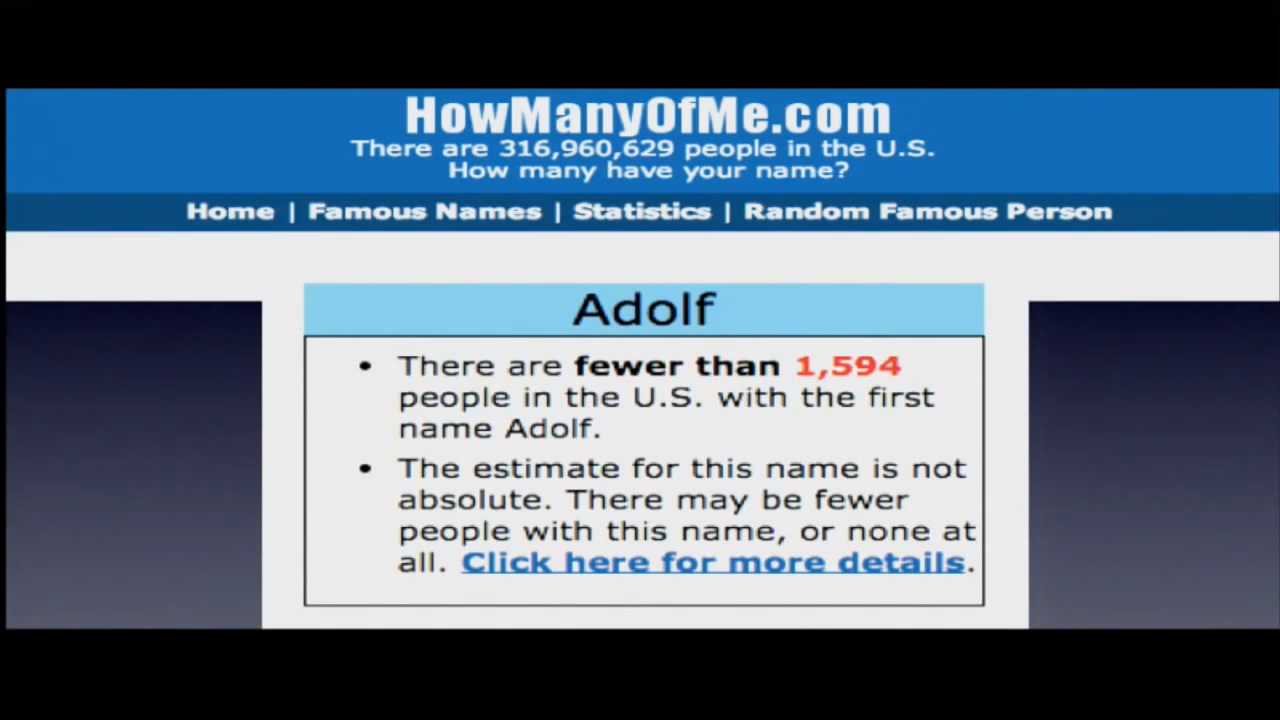 HowManyOfMe.com
There are 316,960,629 people in the U.S.
How many have your name?
Home | Famous Names | Statistics | Random Famous Person
Adolf
• There are fewer than 1,594
people in the U.S. with the first
name Adolf.
• The estimate for this name is not
absolute. There may be fewer
people with this name, or none at
all. Click here for more details.